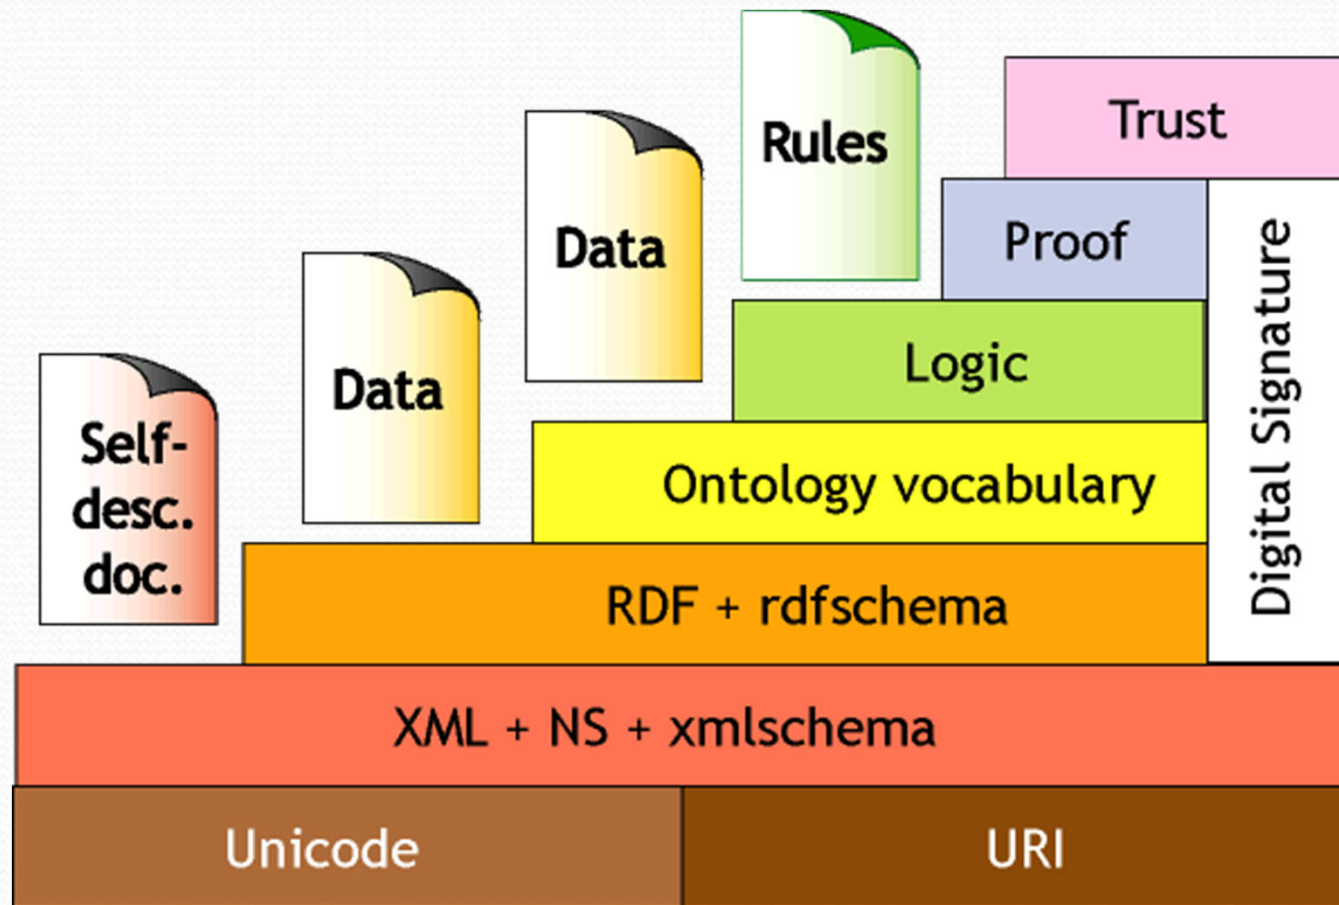 Rules
Trust
Data
Proof
Data
Logic
Self-
desc.
doc.
Ontology vocabulary
Digital Signature
RDF + rdfschema
XML + NS + xmlschema
Unicode
URI